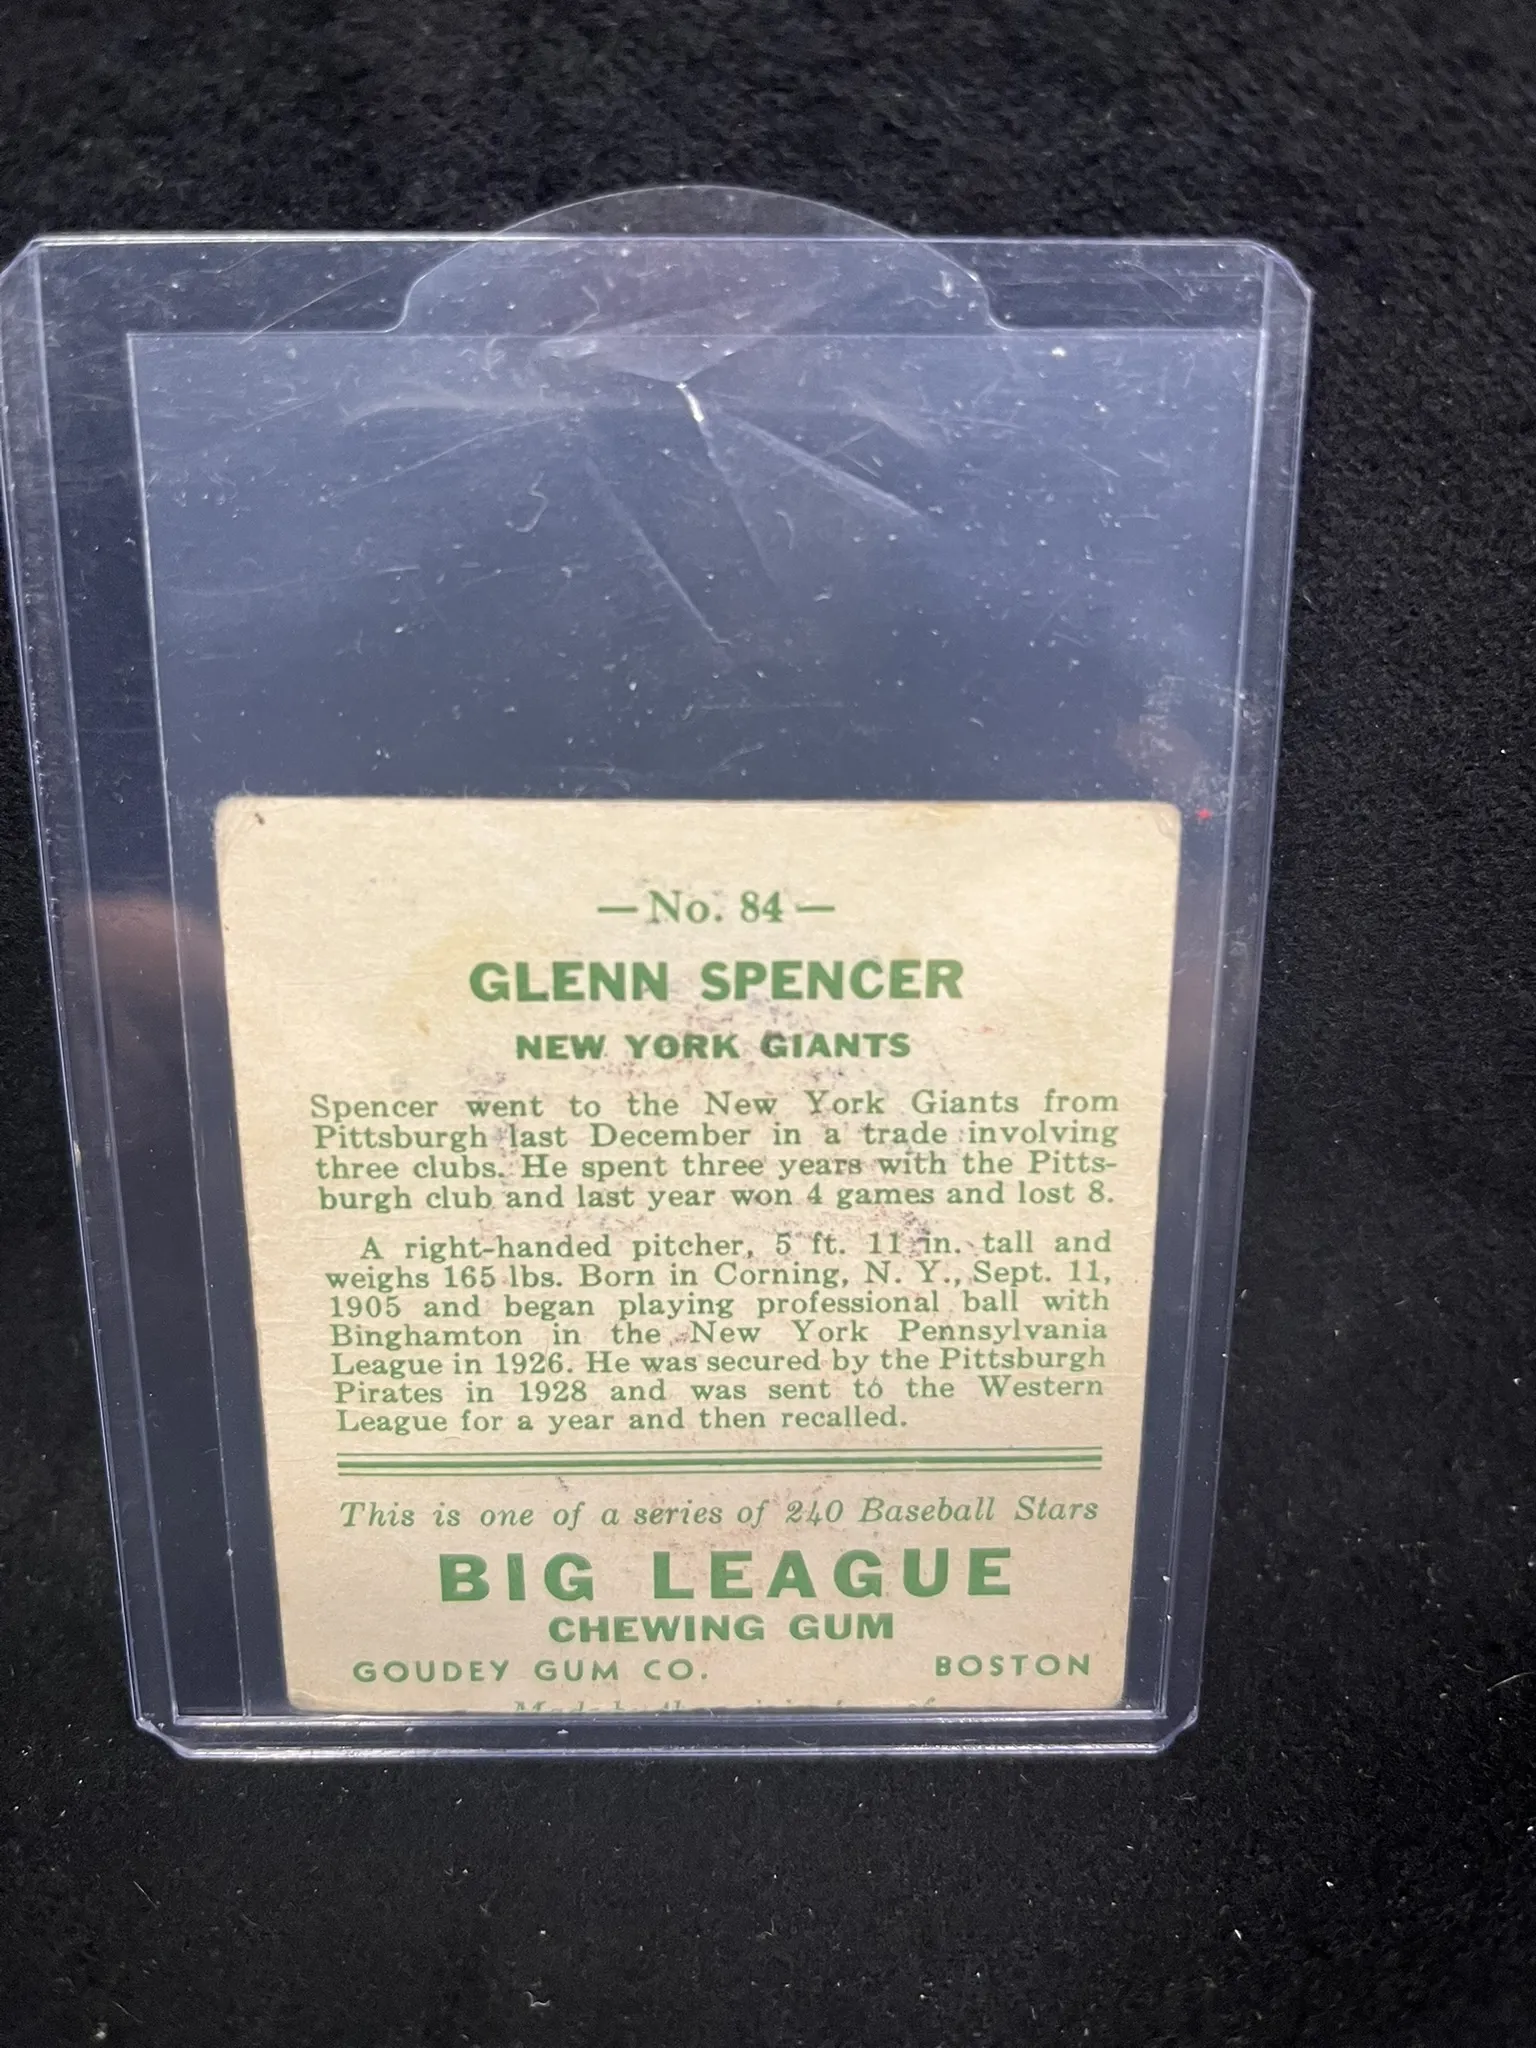 — No. 84 —
GLENN SPENCER
NEW YORK GIANTS
Spencer went to the New York Giants from
Pittsburgh last December in a trade involving
three clubs. He spent three years with the Pitts-
burgh club and last year won 4 games and lost 8.
A right-handed pitcher, 5 ft. 11 in. tall and
weighs 165 lbs. Born in Corning, N. Y., Sept. 11,
1905 and began playing professional ball with
Binghamton in the New York Pennsylvania
League in 1926. He was secured by the Pittsburgh
Pirates in 1928 and was sent to the Western
League for a year and then recalled.
This is one of a series of 240 Baseball Stars
BIG LEAGUE
CHEWING GUM
GOUDEY GUM CO. BOSTON
Made by the